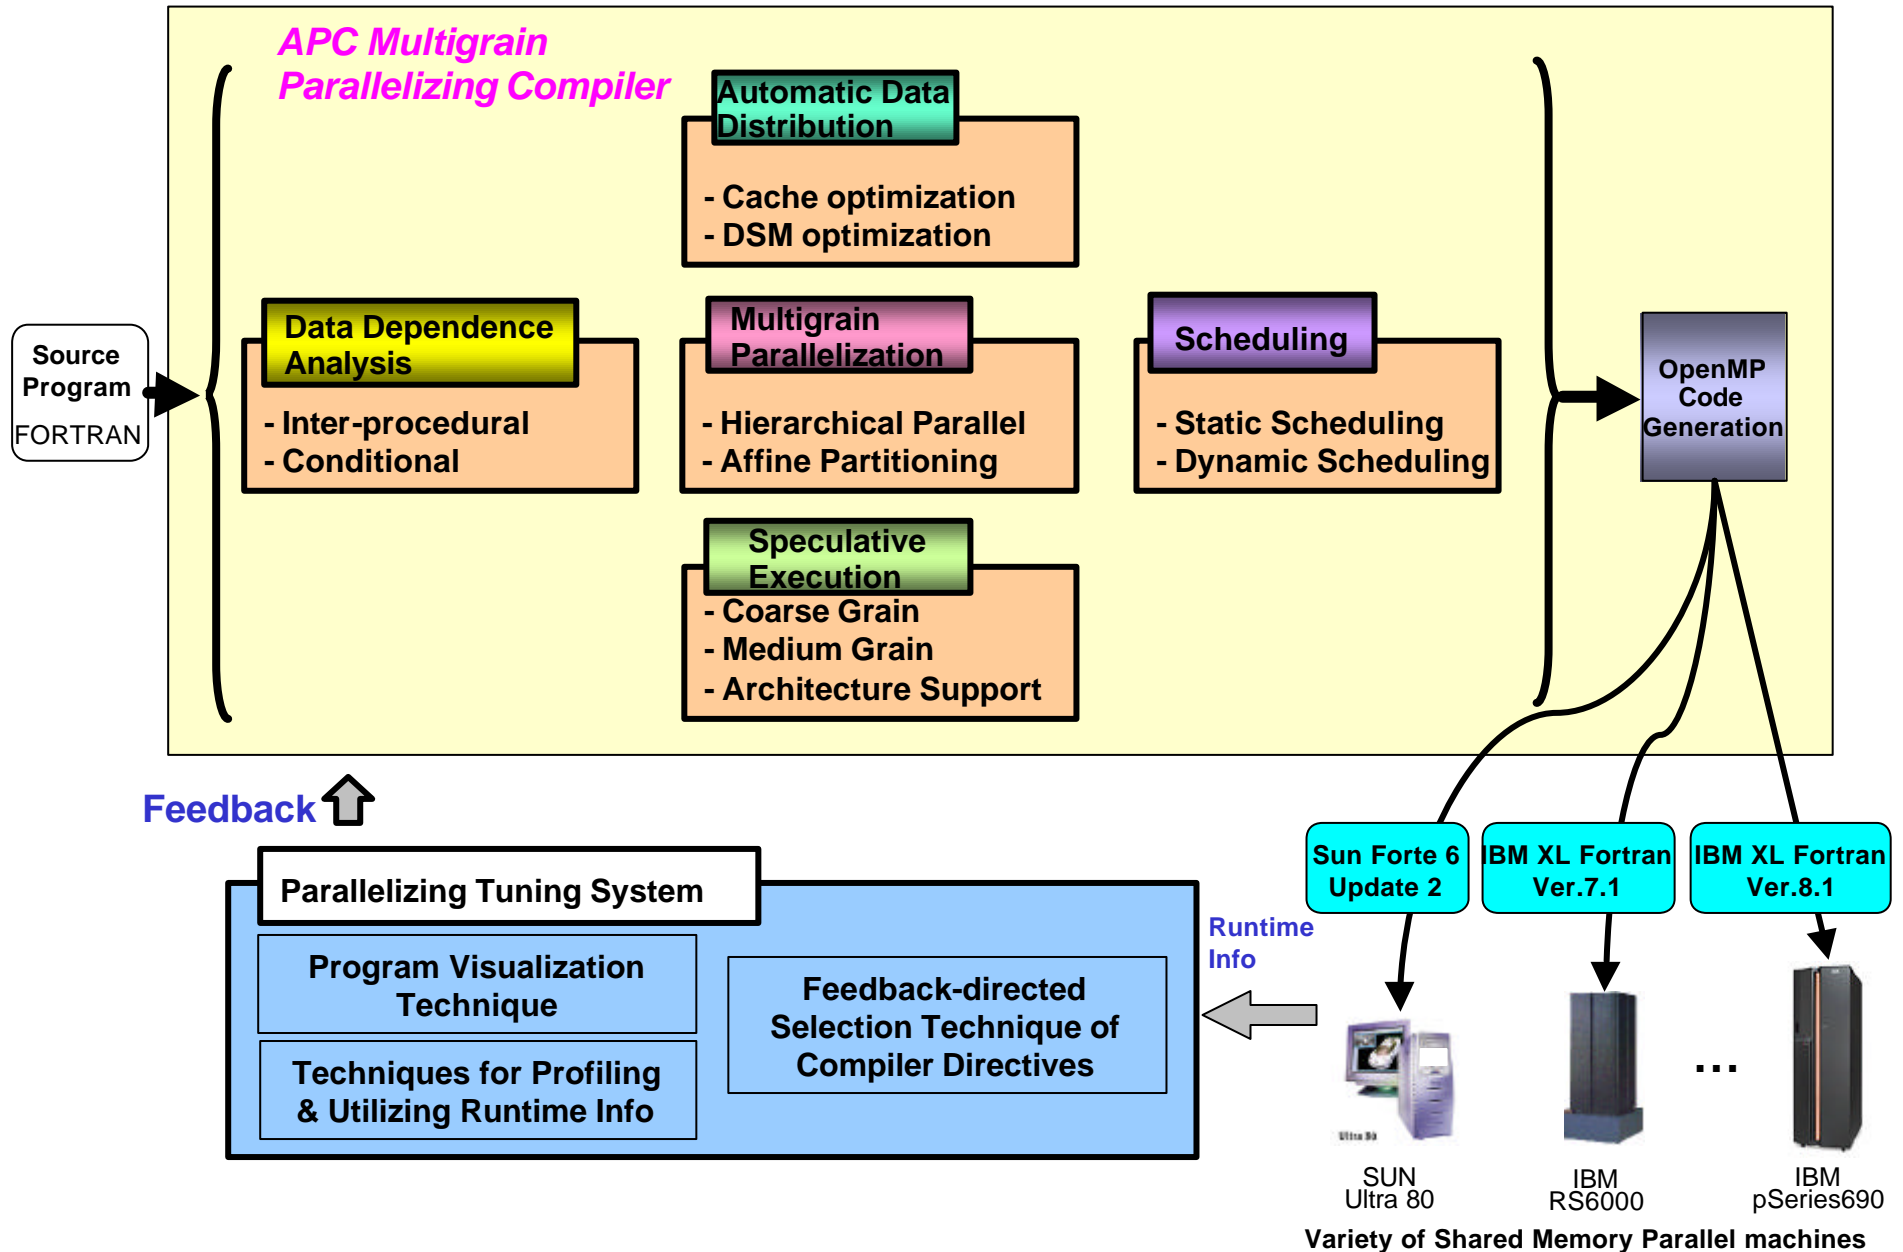 APC Multigrain
Parallelizing Compiler
Automatic Data
Distribution
- Cache optimization
- DSM optimization
Source
Program
FORTRAN
Data Dependence
Analysis
- Inter-procedural
- Conditional
Multigrain
Parallelization
- Hierarchical Parallel
- Affine Partitioning
Scheduling
- Static Scheduling
- Dynamic Scheduling
OpenMP
Code
Generation
Speculative
Execution
- Coarse Grain
- Medium Grain
- Architecture Support
Feedback
Sun Forte 6
Update 2
IBM XL Fortran
Ver.7.1
IBM XL Fortran
Ver.8.1
Parallelizing Tuning System
Program Visualization
Technique
Techniques for Profiling
& Utilizing Runtime Info
Feedback-directed
Selection Technique of
Compiler Directives
Runtime
Info
...
Ultra 80
SUN
Ultra 80
IBM
RS6000
IBM
pSeries690
Variety of Shared Memory Parallel machines